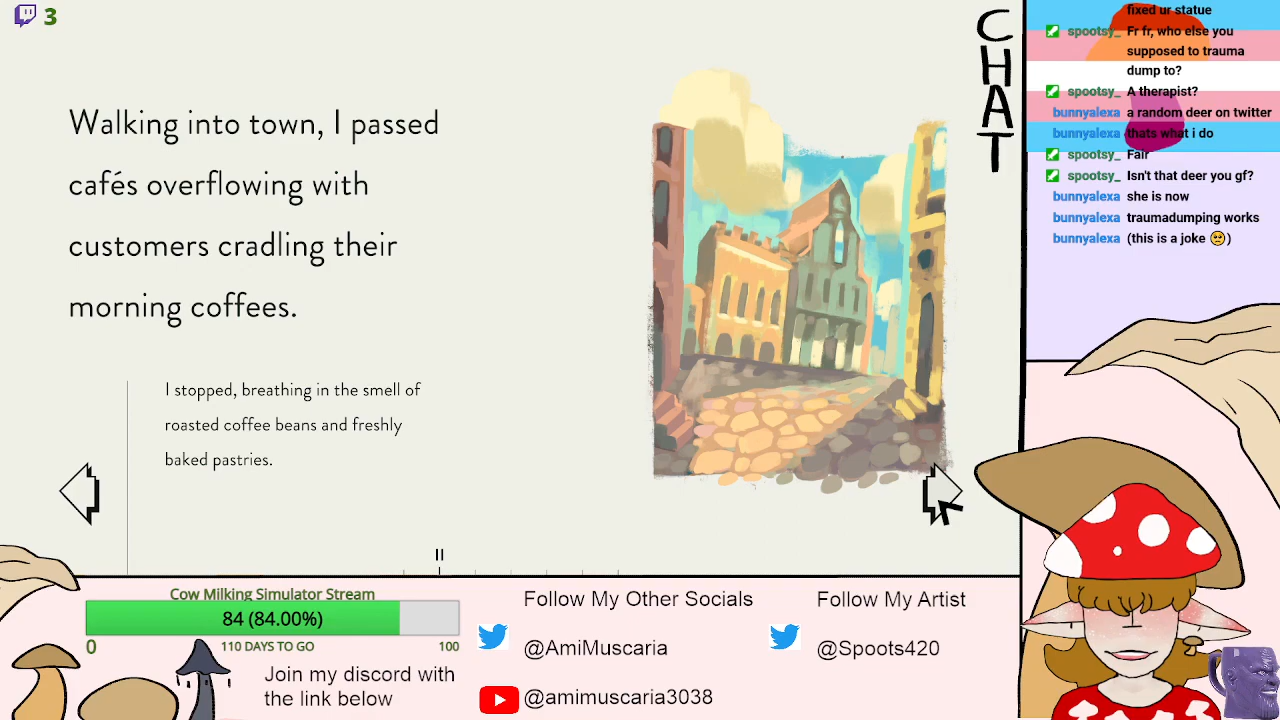 3
Walking into town, I passed
cafés overflowing with
customers cradling their
morning coffees.
I stopped, breathing in the smell of
roasted coffee beans and freshly
baked pastries.
II
CHAT
fixed ur statue
spootsy_ Fr fr, who else you
supposed to trauma
dump to?
spootsy_ A therapist?
bunnyalexa a random deer on twitter
bunnyalexa thats what i do
spootsy_ Fair
spootsy_ Isn't that deer you gf?
bunnyalexa she is now
bunnyalexa traumadumping works
bunnyalexa (this is a joke 🥺)
Cow Milking Simulator Stream
84 (84.00%)
0 110 DAYS TO GO 100
Join my discord with
the link below
Follow My Other Socials
@AmiMuscaria
@amimuscaria3038
Follow My Artist
@Spoots420